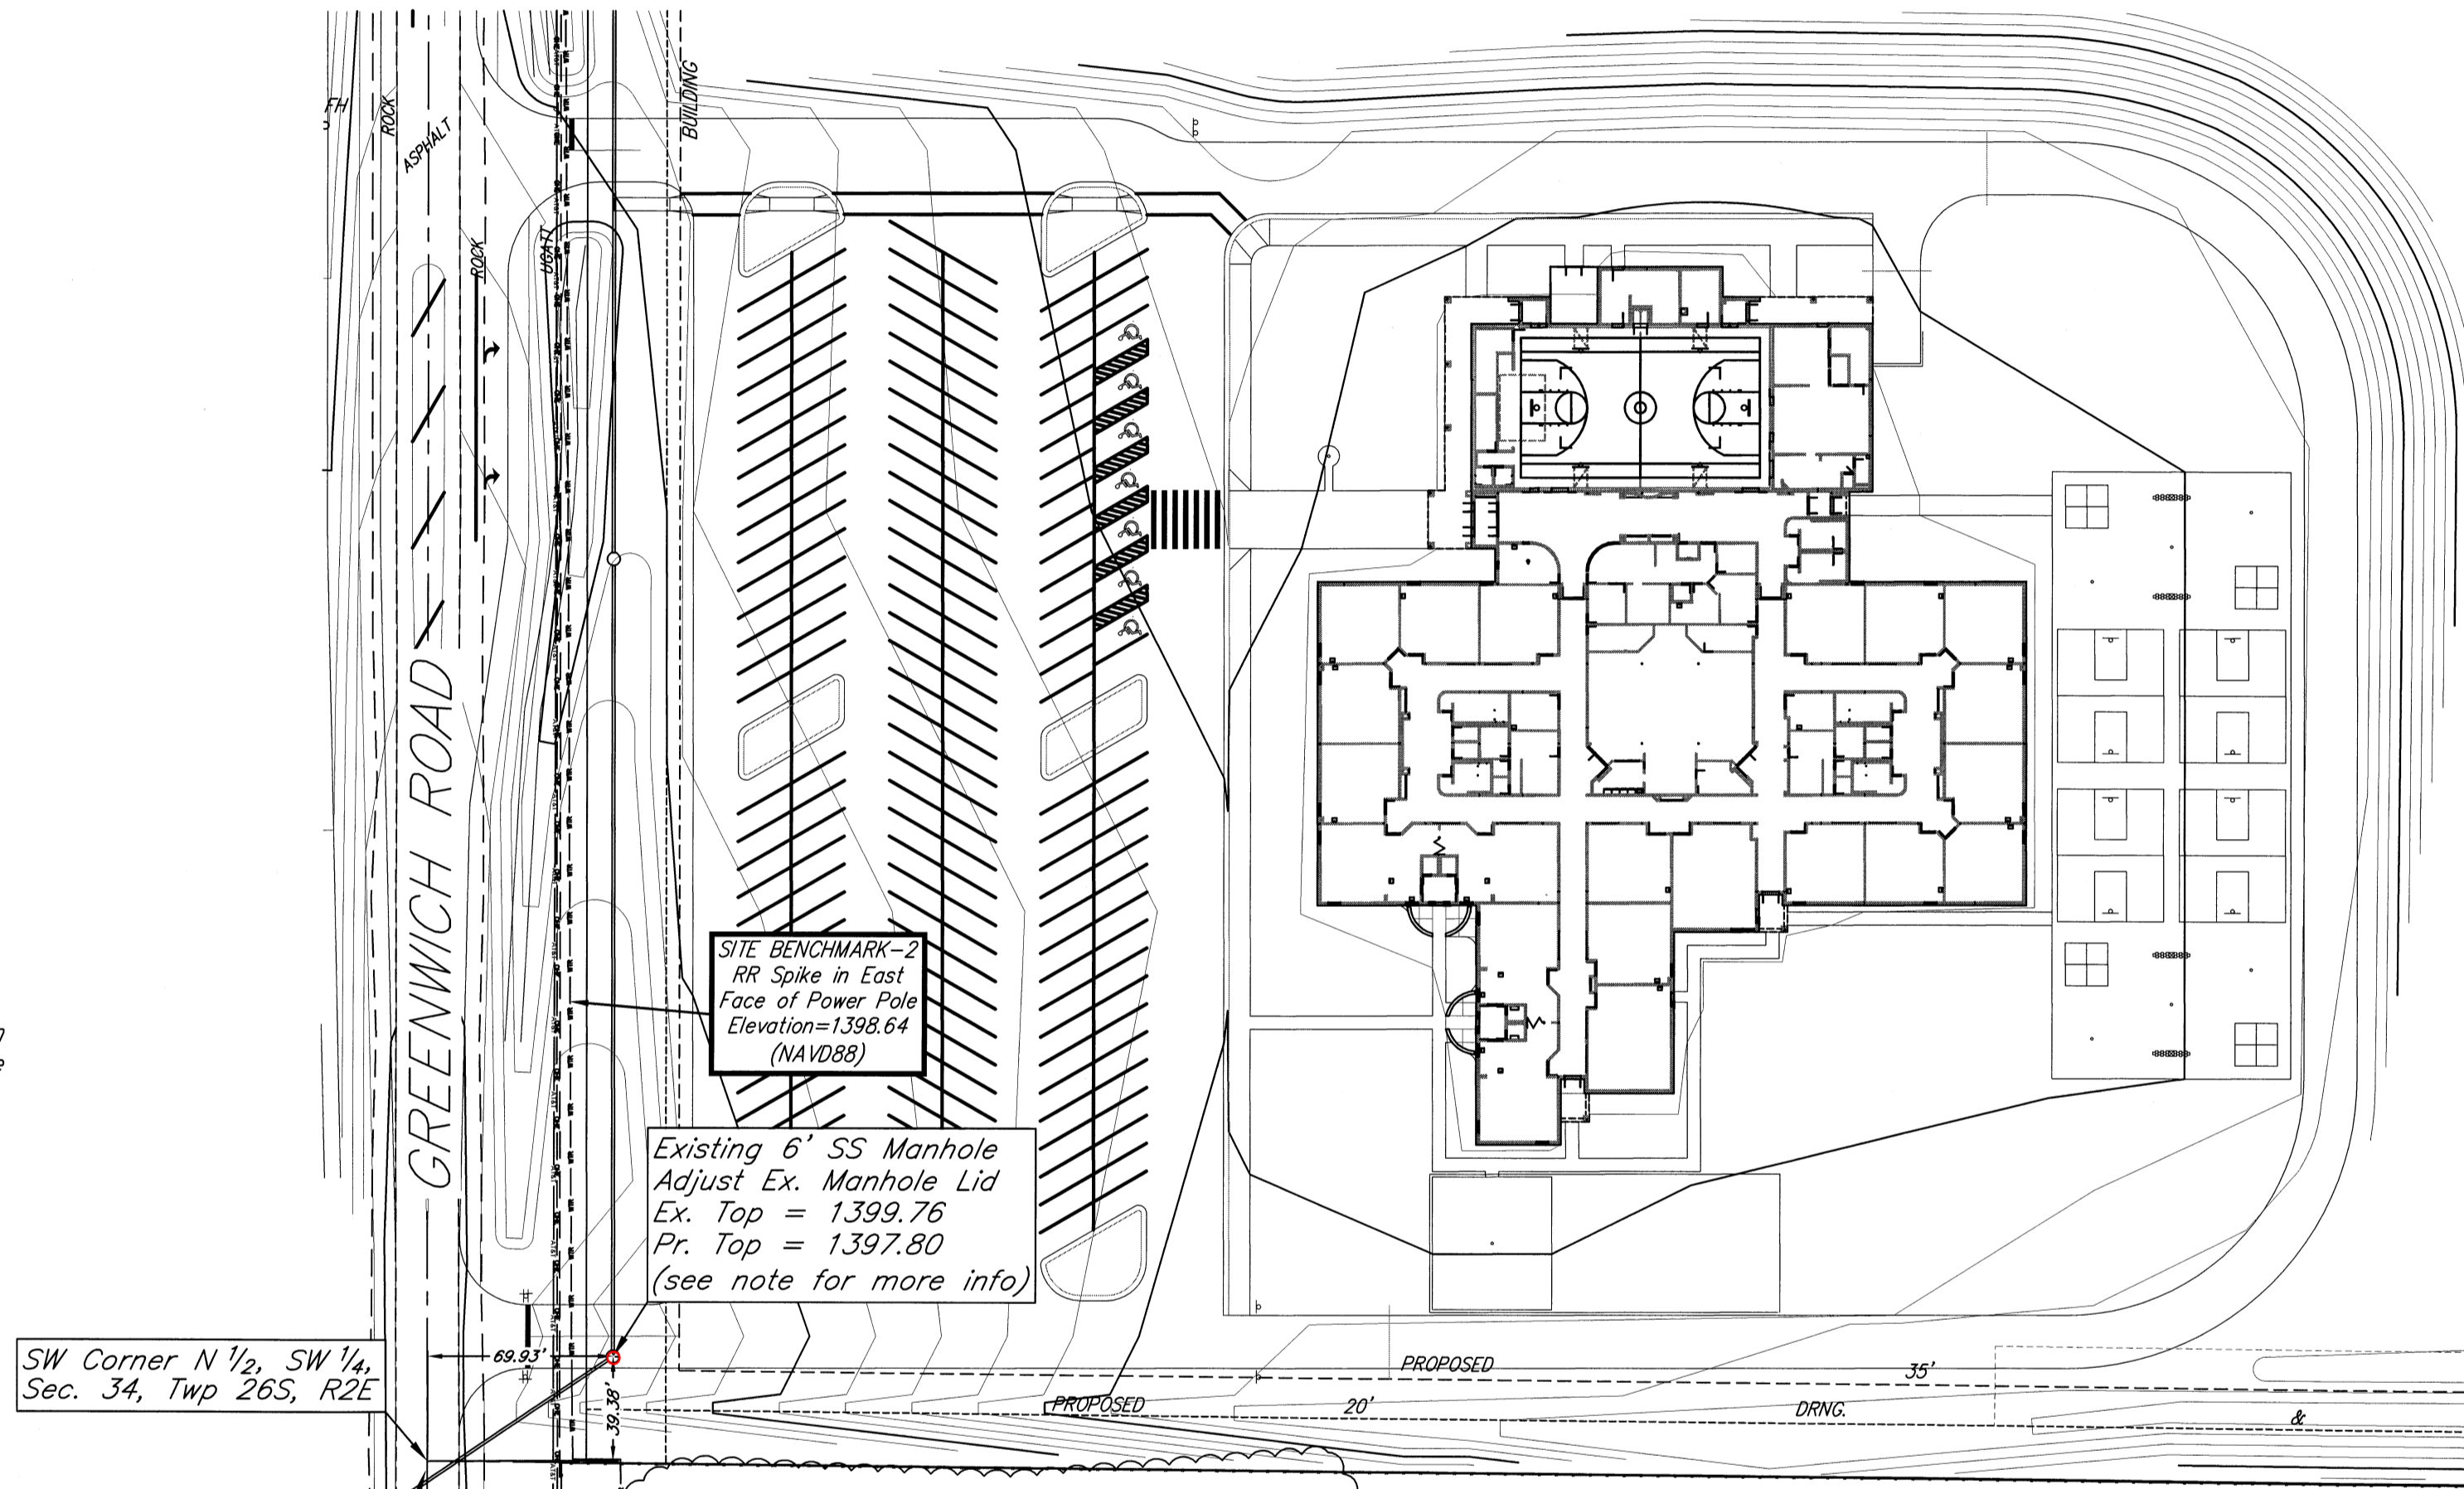 FH
ROCK
ASPHALT
BUILDING
ROCK
UGATT
GREENWICH ROAD
SITE BENCHMARK-2
RR Spike in East
Face of Power Pole
Elevation=1398.64
(NAVD88)
Existing 6' SS Manhole
Adjust Ex. Manhole Lid
Ex. Top = 1399.76
Pr. Top = 1397.80
(see note for more info)
SW Corner N 1/2, SW 1/4,
Sec. 34, Twp 26S, R2E
69.93'
39.38'
PROPOSED
35'
PROPOSED
20'
DRNG.
&